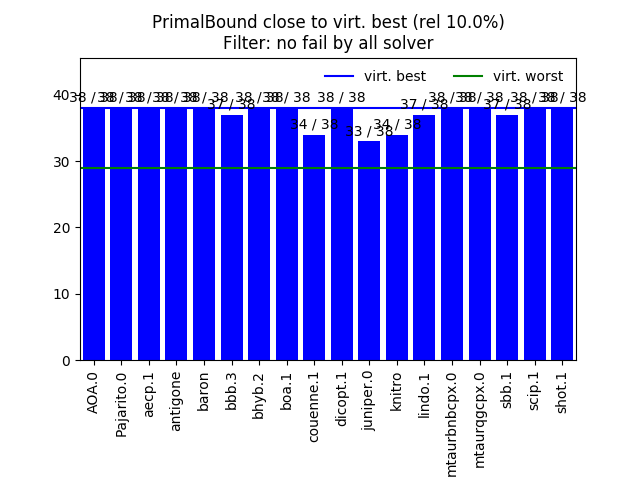 PrimalBound close to virt. best (rel 10.0%)
Filter: no fail by all solver
virt. best
virt. worst
40
30
20
10
0
38 / 38
38 / 38
38 / 38
38 / 38
38 / 38
37 / 38
38 / 38
38 / 38
34 / 38
38 / 38
33 / 38
34 / 38
37 / 38
38 / 38
38 / 38
37 / 38
38 / 38
38 / 38
AOA.0
Pajarito.0
aecp.1
antigone
baron
bbb.3
bhyb.2
boa.1
couenne.1
dicopt.1
juniper.0
knitro
lindo.1
mtaurbnbcpx.0
mtaurqgcpx.0
sbb.1
scip.1
shot.1